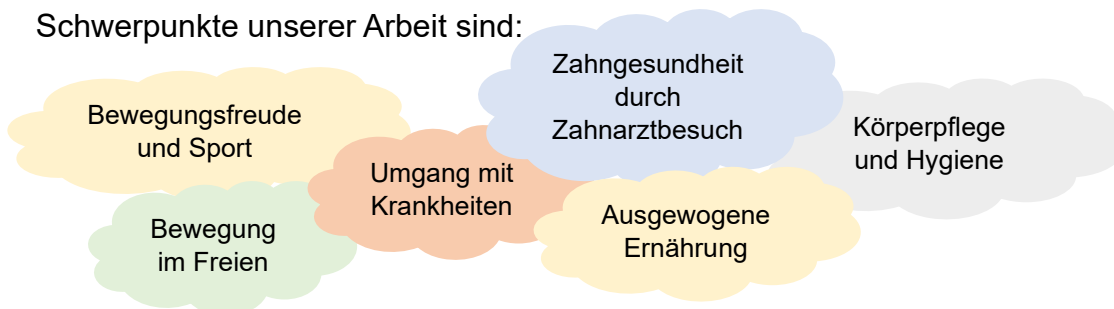 Schwerpunkte unserer Arbeit sind:
Bewegungsfreude
und Sport
Bewegung
im Freien
Umgang mit
Krankheiten
Zahngesundheit
durch
Zahnarztbesuch
Ausgewogene
Ernährung
Körperpflege
und Hygiene